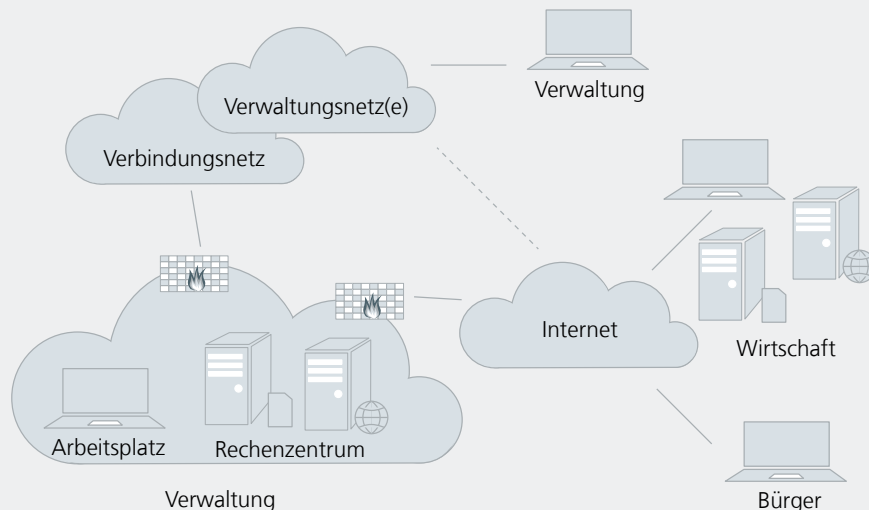 Verwaltungsnetz(e)
Verwaltung
Verbindungsnetz
Internet
Wirtschaft
Arbeitsplatz
Rechenzentrum
Verwaltung
Bürger